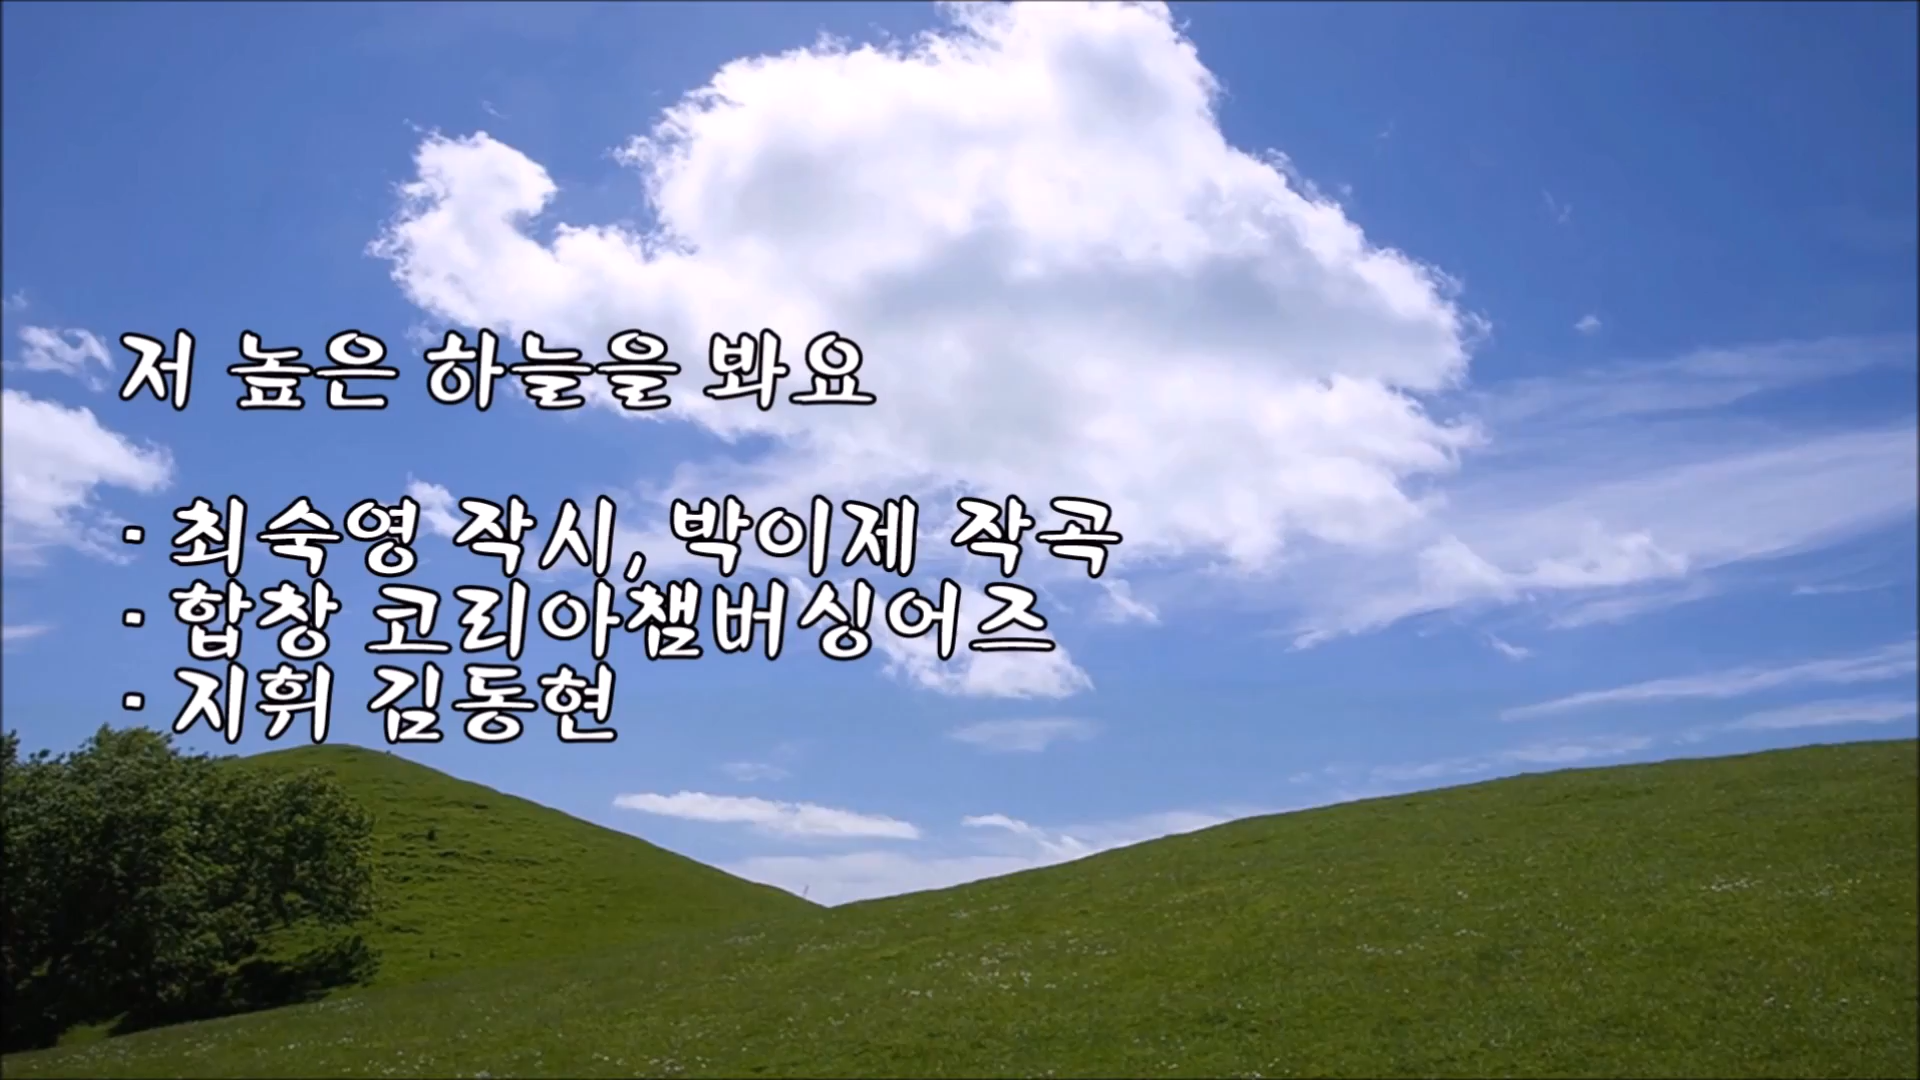 저 높은 하늘을 봐요
- 최숙영 작시, 박이제 작곡
- 합창 코리아챔버싱어즈
- 지휘 김동현